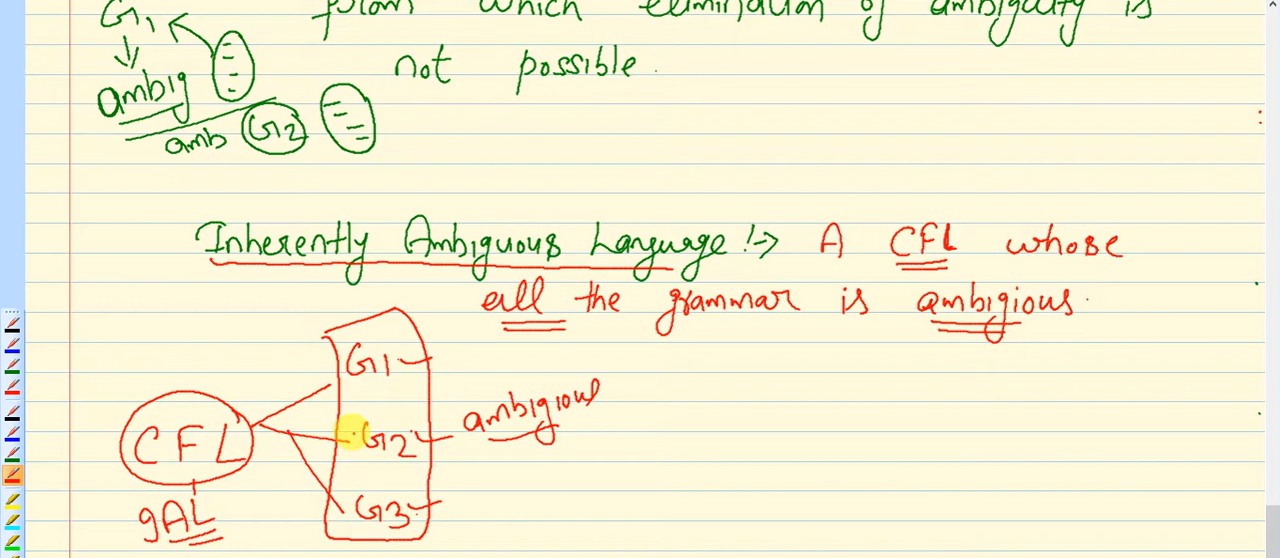 G1 from which elimination of ambiguity is
ambig not possible.
amb G2
Inherently Ambiguous Language :-> A CFL whose
all the grammar is ambigious.
G1
ambigious
CFL G2
G3
IAL